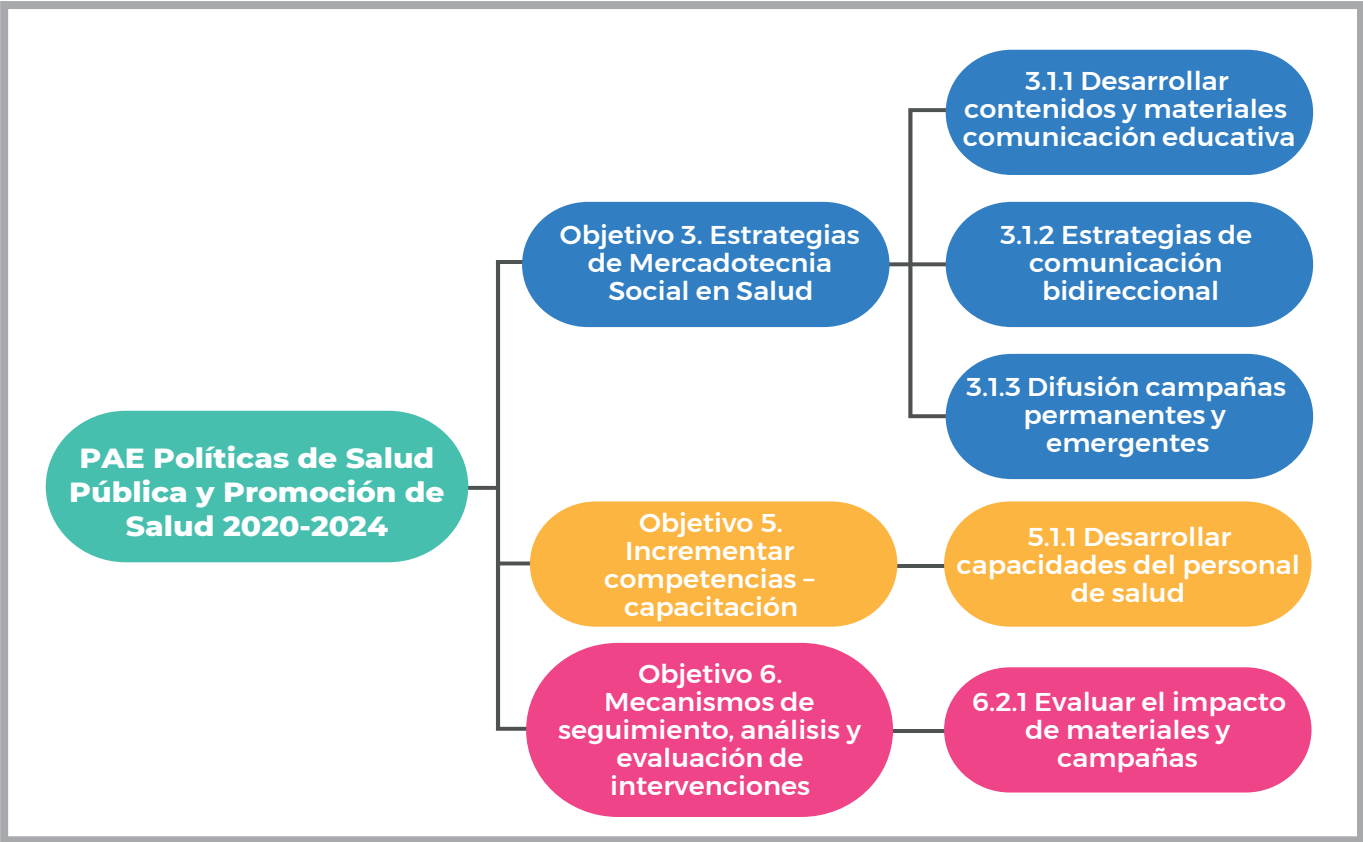 PAE Políticas de Salud
Pública y Promoción de
Salud 2020-2024
Objetivo 3. Estrategias
de Mercadotecnia
Social en Salud
3.1.1 Desarrollar
contenidos y materiales
comunicación educativa
3.1.2 Estrategias de
comunicación
bidireccional
3.1.3 Difusión campañas
permanentes y
emergentes
Objetivo 5.
Incrementar
competencias –
capacitación
5.1.1 Desarrollar
capacidades del personal
de salud
Objetivo 6.
Mecanismos de
seguimiento, análisis y
evaluación de
intervenciones
6.2.1 Evaluar el impacto
de materiales y
campañas